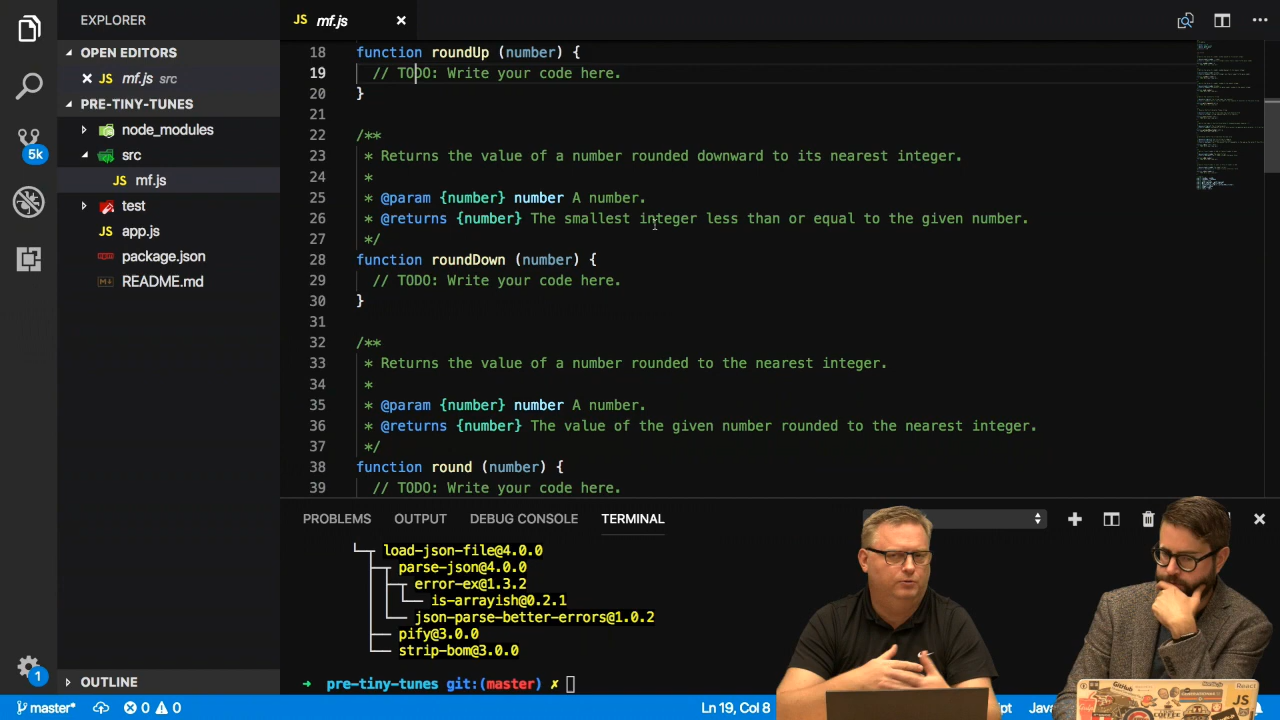 EXPLORER
JS mf.js ×
OPEN EDITORS
× JS mf.js src
PRE-TINY-TUNES
node_modules
src
JS mf.js
test
JS app.js
package.json
README.md
OUTLINE
5k
1
18 function roundUp (number) {
19 // TODO: Write your code here.
20 }
21
22 /**
23 * Returns the value of a number rounded downward to its nearest integer.
24 *
25 * @param {number} number A number.
26 * @returns {number} The smallest integer less than or equal to the given number.
27 */
28 function roundDown (number) {
29 // TODO: Write your code here.
30 }
31
32 /**
33 * Returns the value of a number rounded to the nearest integer.
34 *
35 * @param {number} number A number.
36 * @returns {number} The value of the given number rounded to the nearest integer.
37 */
38 function round (number) {
39 // TODO: Write your code here.
PROBLEMS OUTPUT DEBUG CONSOLE TERMINAL
load-json-file@4.0.0
parse-json@4.0.0
error-ex@1.3.2
is-arrayish@0.2.1
json-parse-better-errors@1.0.2
pify@3.0.0
strip-bom@3.0.0
→ pre-tiny-tunes git:(master) ✗
master* 0 0 Ln 19, Col 8
GitHub
React
JS